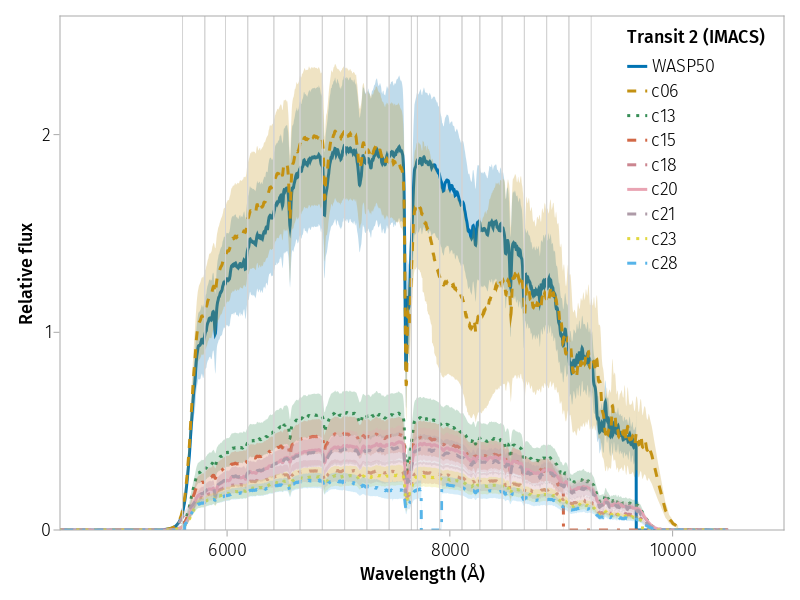 Transit 2 (IMACS)
WASP50
c06
c13
c15
c18
c20
c21
c23
c28
Relative flux
2
1
0
6000
8000
10000
Wavelength (Å)